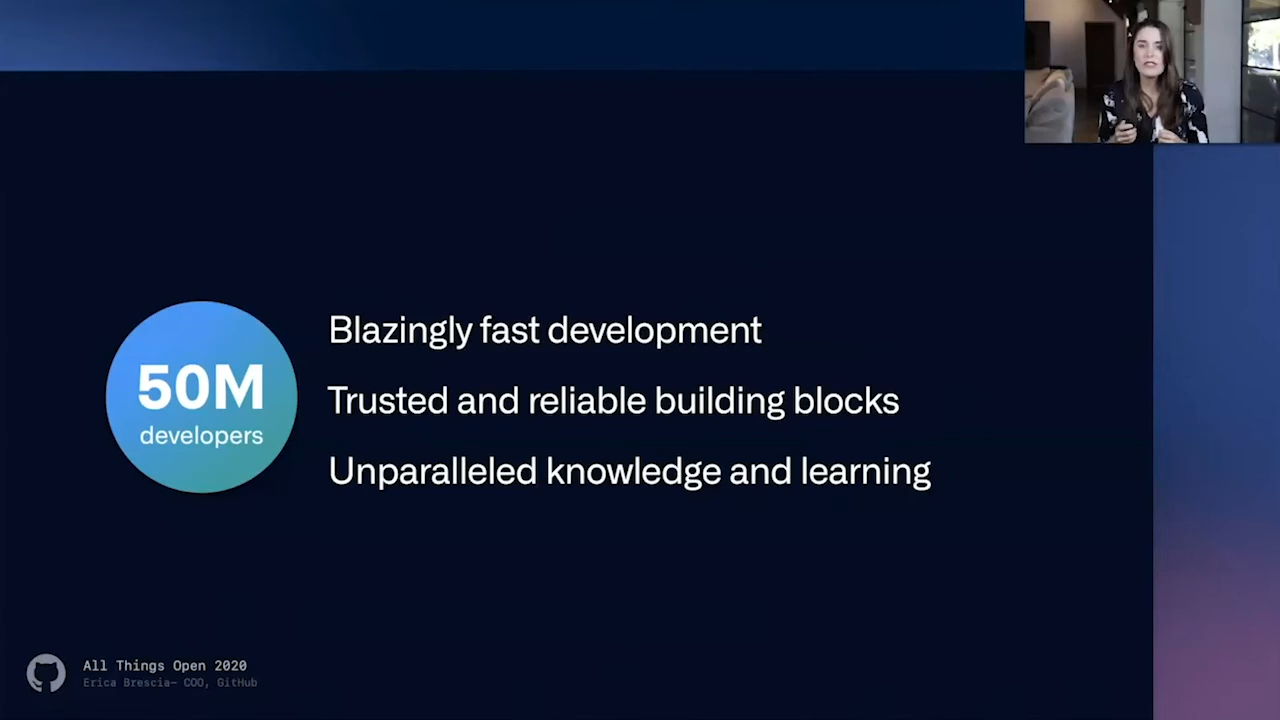 50M
developers
Blazingly fast development
Trusted and reliable building blocks
Unparalleled knowledge and learning
All Things Open 2020
Erica Brescia– COO, GitHub